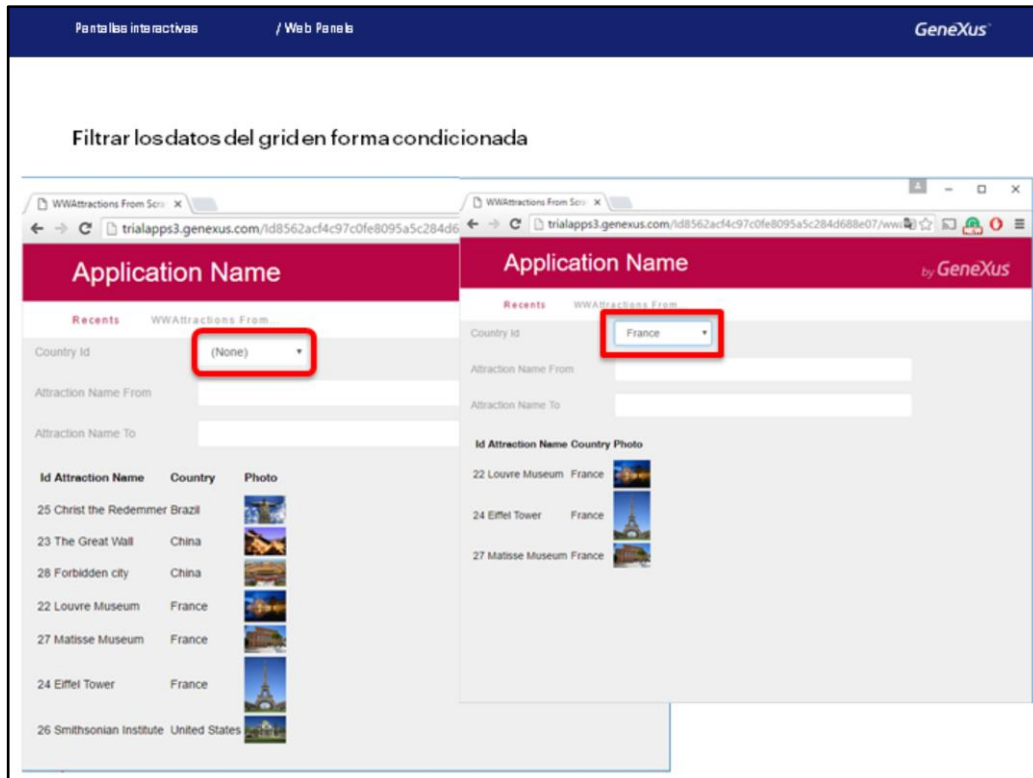 Pantallas interactivas / Web Panels GeneXus
Filtrar los datos del grid en forma condicionada
WWAttractions From Scra
trialapps3.genexus.com/Id8562acf4c97c0fe8095a5c284d6
Application Name
Recents WWAttractions From
Country Id (None)
Attraction Name From
Attraction Name To
Id Attraction Name Country Photo
25 Christ the Redemmer Brazil
23 The Great Wall China
28 Forbidden city China
22 Louvre Museum France
27 Matisse Museum France
24 Eiffel Tower France
26 Smithsonian Institute United States
WWAttractions From Scra
trialapps3.genexus.com/Id8562acf4c97c0fe8095a5c284d688e07/wwa
Application Name by GeneXus
Recents WWAttractions From
Country Id France
Attraction Name From
Attraction Name To
Id Attraction Name Country Photo
22 Louvre Museum France
24 Eiffel Tower France
27 Matisse Museum France